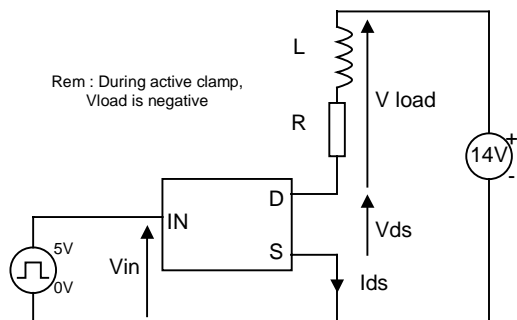 Rem : During active clamp,
Vload is negative
L
R
V load
14V
+
-
D
IN
S
Vds
Vin
Ids
5V
0V